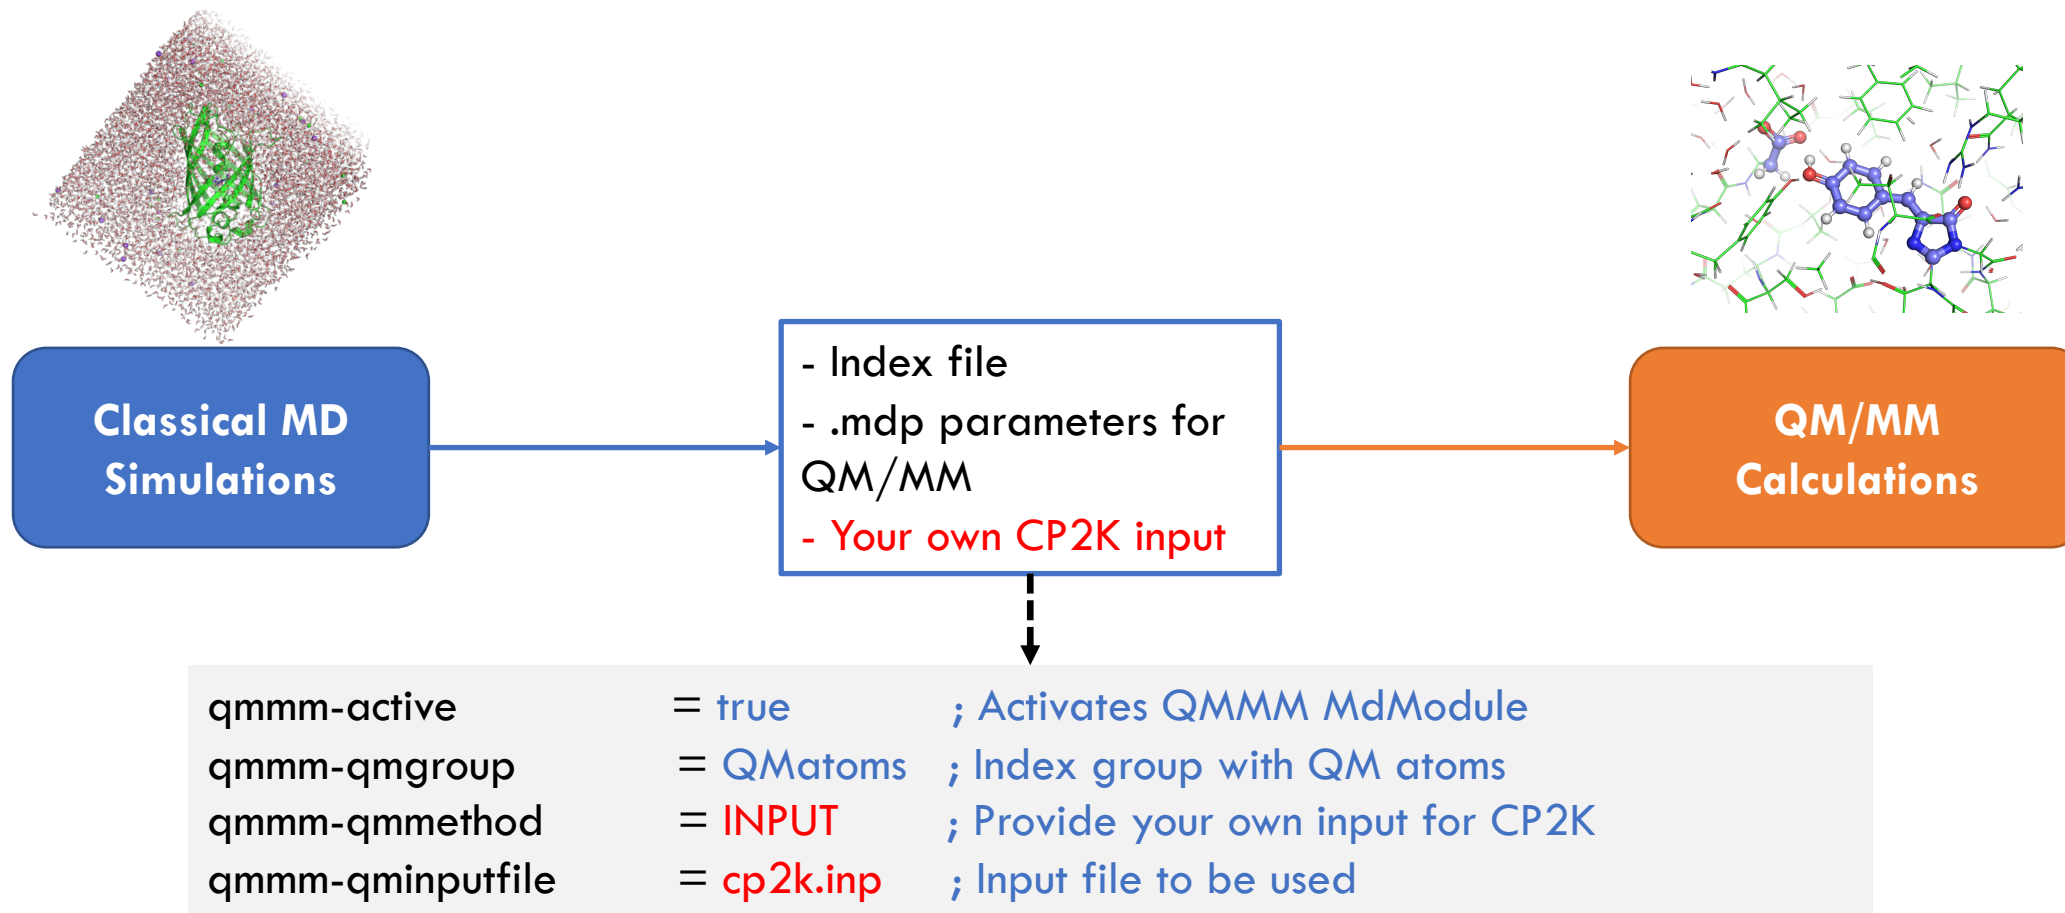 Classical MD
Simulations
- Index file
- .mdp parameters for
QM/MM
- Your own CP2K input
QM/MM
Calculations
qmmm-active = true ; Activates QMMM MdModule
qmmm-qmgroup = QMatoms ; Index group with QM atoms
qmmm-qmmethod = INPUT ; Provide your own input for CP2K
qmmm-qminputfile = cp2k.inp ; Input file to be used